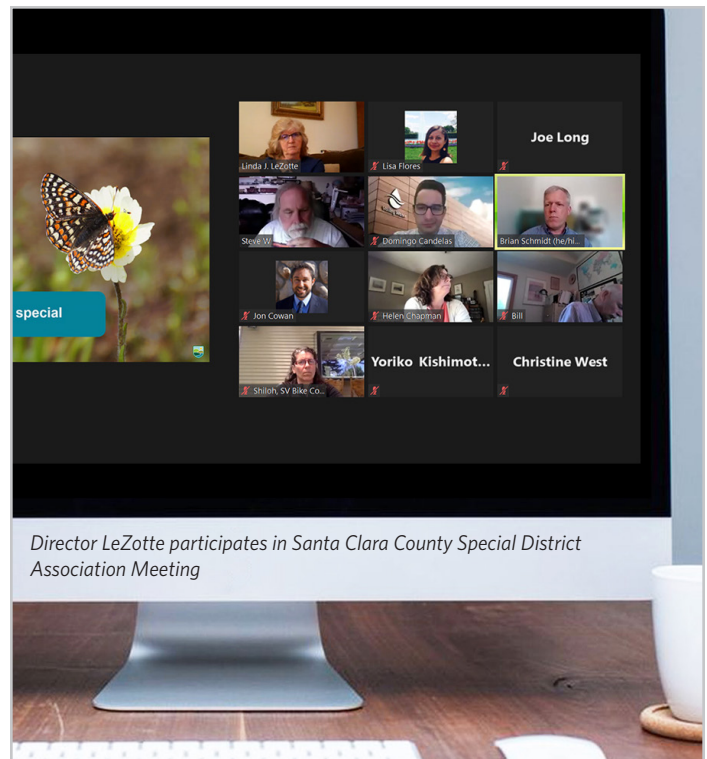 special
Linda J. LeZotte
Lisa Flores
Joe Long
Steve W
Domingo Candelas
Brian Schmidt (he/hi...
Jon Cowan
Helen Chapman
Bill
Shiloh, SV Bike Co...
Yoriko Kishimot...
Christine West
Director LeZotte participates in Santa Clara County Special District
Association Meeting